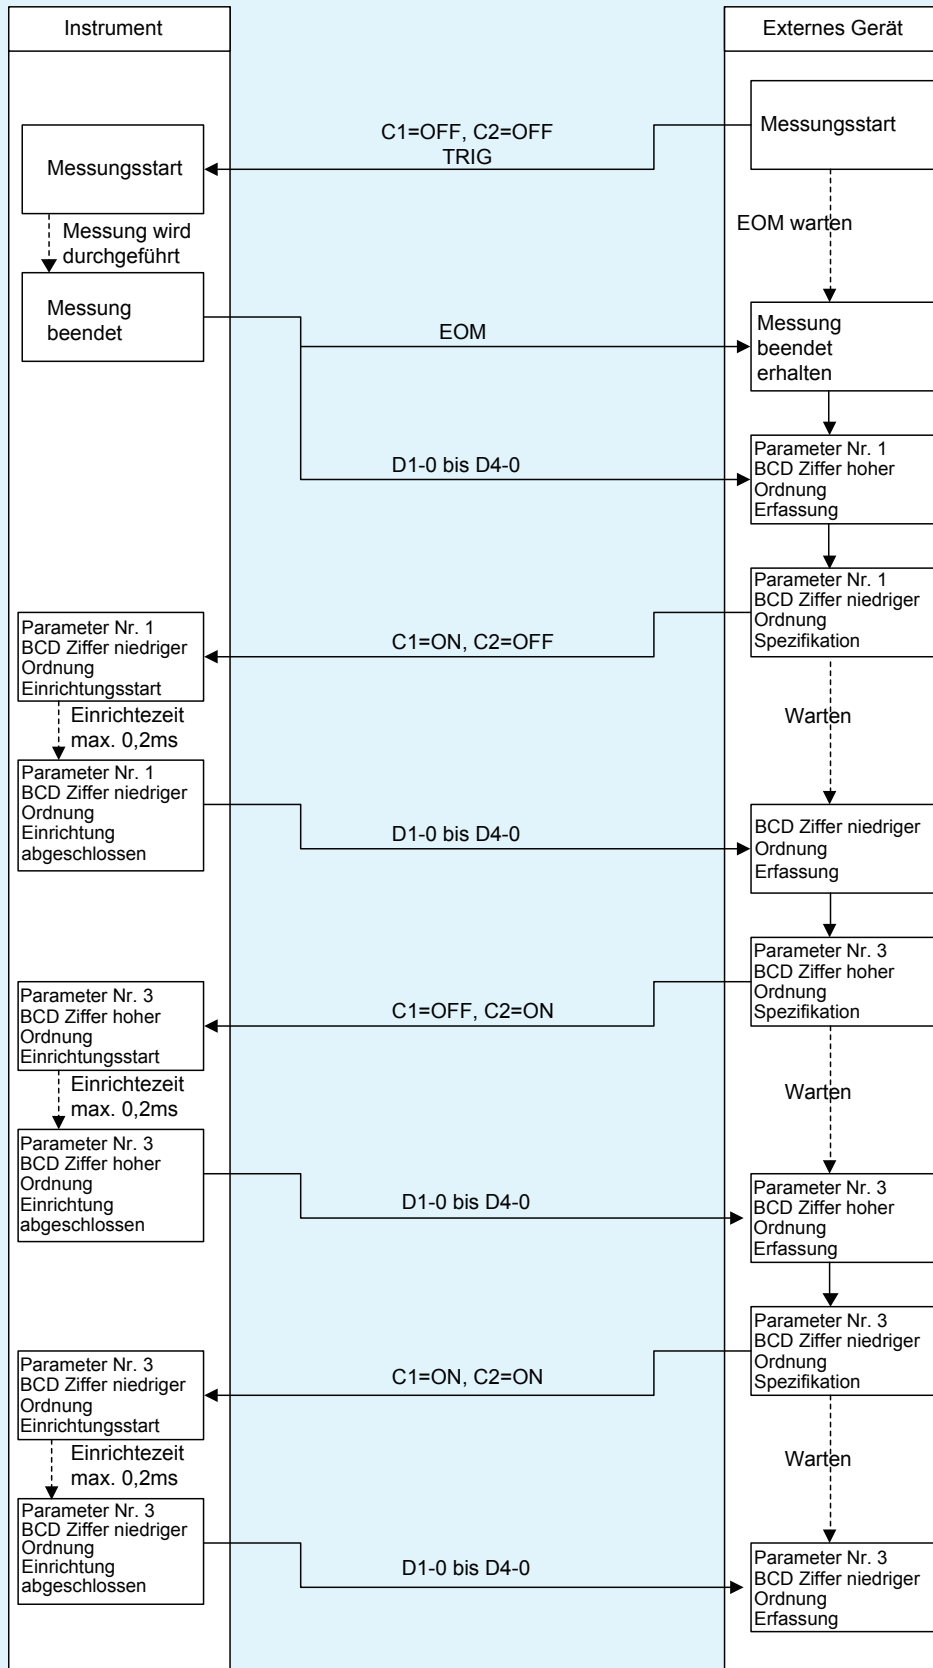 Instrument
Externes Gerät
Messungsstart
C1=OFF, C2=OFF
TRIG
Messungsstart
Messung wird
durchgeführt
EOM warten
Messung
beendet
EOM
Messung
beendet
erhalten
D1-0 bis D4-0
Parameter Nr. 1
BCD Ziffer hoher
Ordnung
Erfassung
Parameter Nr. 1
BCD Ziffer niedriger
Ordnung
Spezifikation
C1=ON, C2=OFF
Parameter Nr. 1
BCD Ziffer niedriger
Ordnung
Einrichtungsstart
Einrichtezeit
max. 0,2ms
Warten
Parameter Nr. 1
BCD Ziffer niedriger
Ordnung
Einrichtung
abgeschlossen
D1-0 bis D4-0
BCD Ziffer niedriger
Ordnung
Erfassung
Parameter Nr. 3
BCD Ziffer hoher
Ordnung
Spezifikation
C1=OFF, C2=ON
Parameter Nr. 3
BCD Ziffer hoher
Ordnung
Einrichtungsstart
Einrichtezeit
max. 0,2ms
Warten
Parameter Nr. 3
BCD Ziffer hoher
Ordnung
Einrichtung
abgeschlossen
D1-0 bis D4-0
Parameter Nr. 3
BCD Ziffer hoher
Ordnung
Erfassung
Parameter Nr. 3
BCD Ziffer niedriger
Ordnung
Spezifikation
C1=ON, C2=ON
Parameter Nr. 3
BCD Ziffer niedriger
Ordnung
Einrichtungsstart
Einrichtezeit
max. 0,2ms
Warten
Parameter Nr. 3
BCD Ziffer niedriger
Ordnung
Einrichtung
abgeschlossen
D1-0 bis D4-0
Parameter Nr. 3
BCD Ziffer niedriger
Ordnung
Erfassung